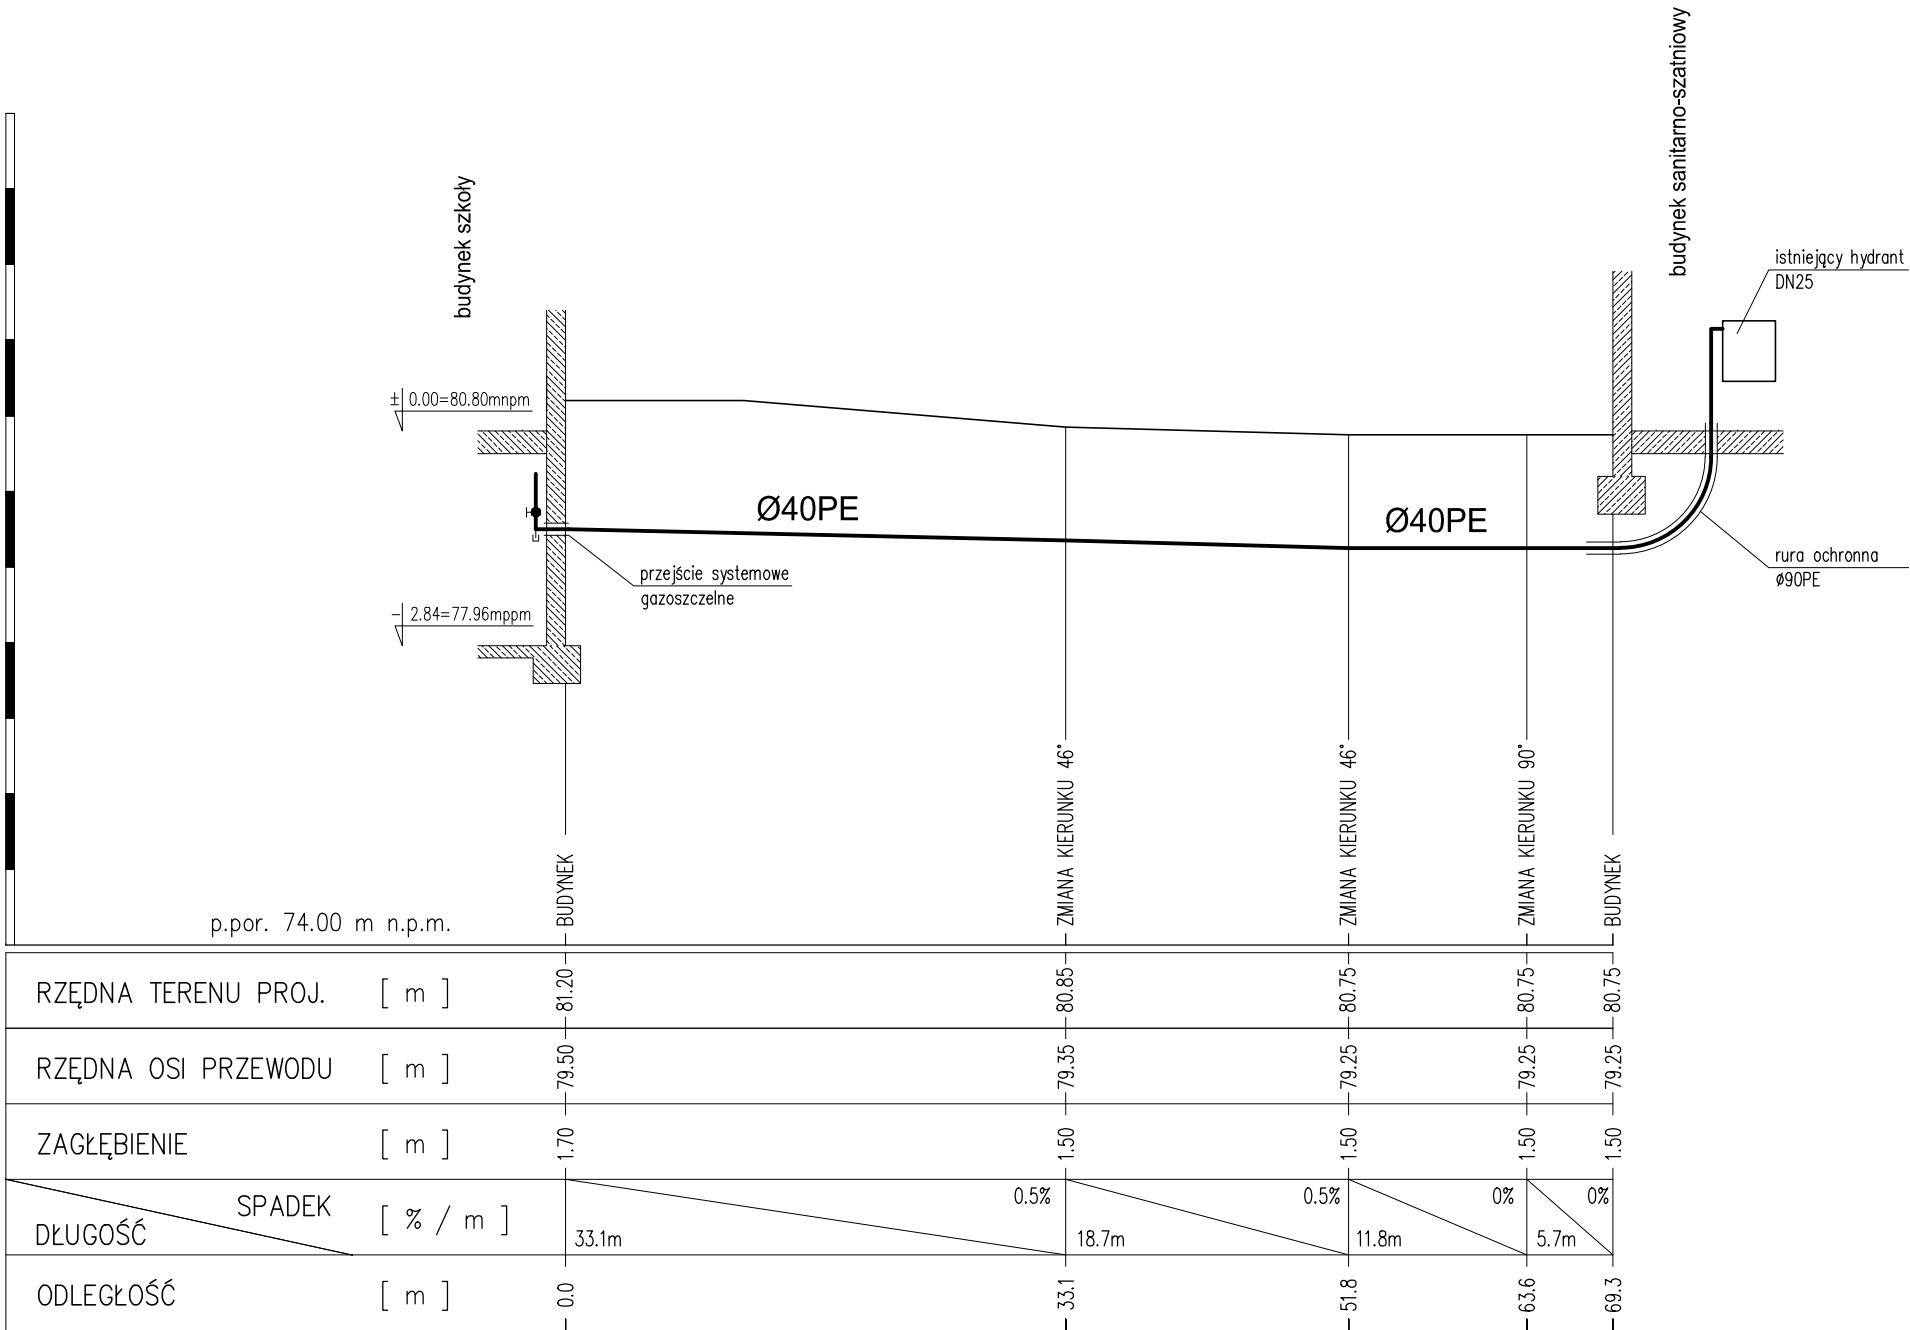 budynek sanitarno-szatniowy
budynek szkoły
istniejący hydrant
DN25
± 0.00=80.80mnpm
Ø40PE
Ø40PE
rura ochronna
ø90PE
przejście systemowe
gazoszczelne
- 2.84=77.96mppm
BUDYNEK
ZMIANA KIERUNKU 46°
ZMIANA KIERUNKU 46°
ZMIANA KIERUNKU 90°
BUDYNEK
p.por. 74.00 m n.p.m.
RZĘDNA TERENU PROJ. [ m ] 81.20 80.85 80.75 80.75 80.75
RZĘDNA OSI PRZEWODU [ m ] 79.50 79.35 79.25 79.25 79.25
ZAGŁĘBIENIE [ m ] 1.70 1.50 1.50 1.50 1.50
SPADEK [ % / m ] 0.5% 0.5% 0% 0%
DŁUGOŚĆ 33.1m 18.7m 11.8m 5.7m
ODLEGŁOŚĆ [ m ] 0.0 33.1 51.8 63.6 69.3